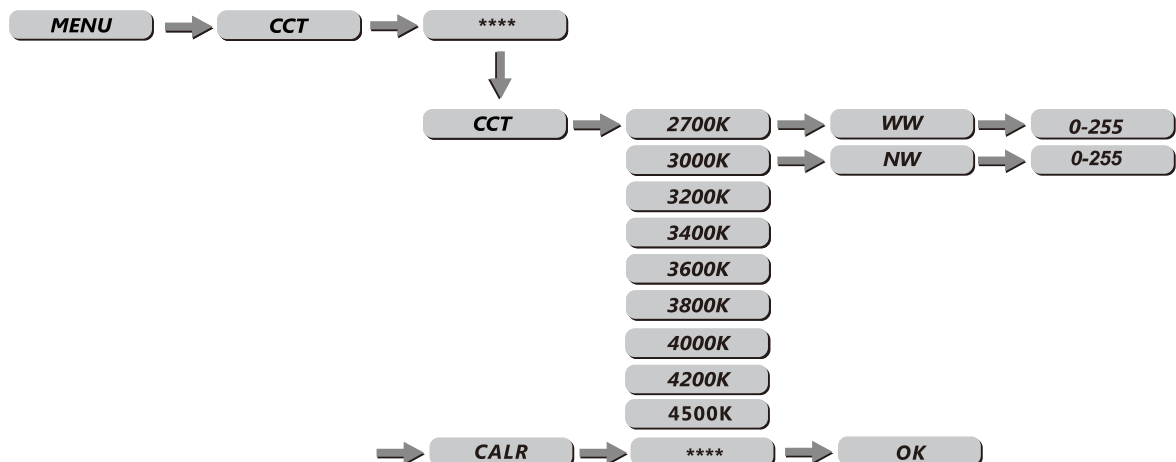 MENU CCT ****
CCT 2700K WW 0-255
3000K NW 0-255
3200K
3400K
3600K
3800K
4000K
4200K
4500K
CALR **** OK